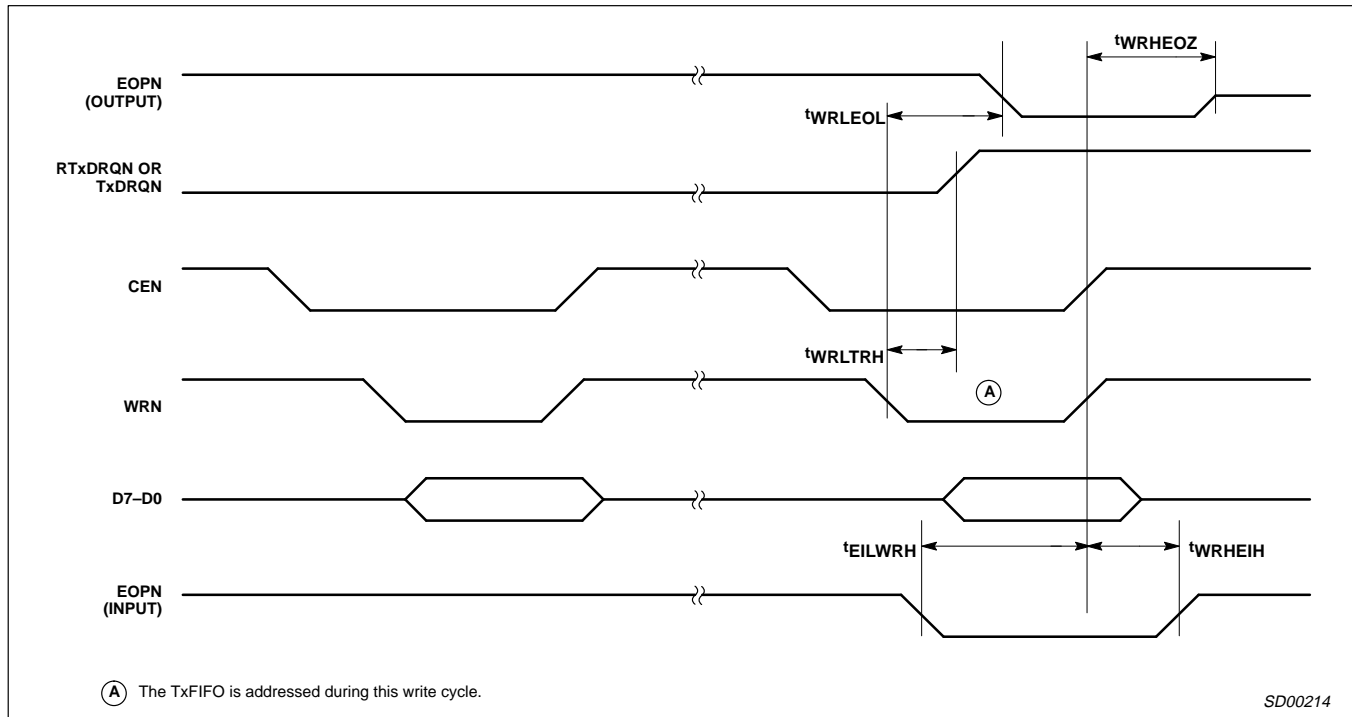 tWRHEOZ
EOPN
(OUTPUT)
tWRLEOL
RTxDRQN OR
TxDRQN
CEN
tWRLTRH
WRN
A
D7–D0
tEILWRH
tWRHEIH
EOPN
(INPUT)
A The TxFIFO is addressed during this write cycle.
SD00214